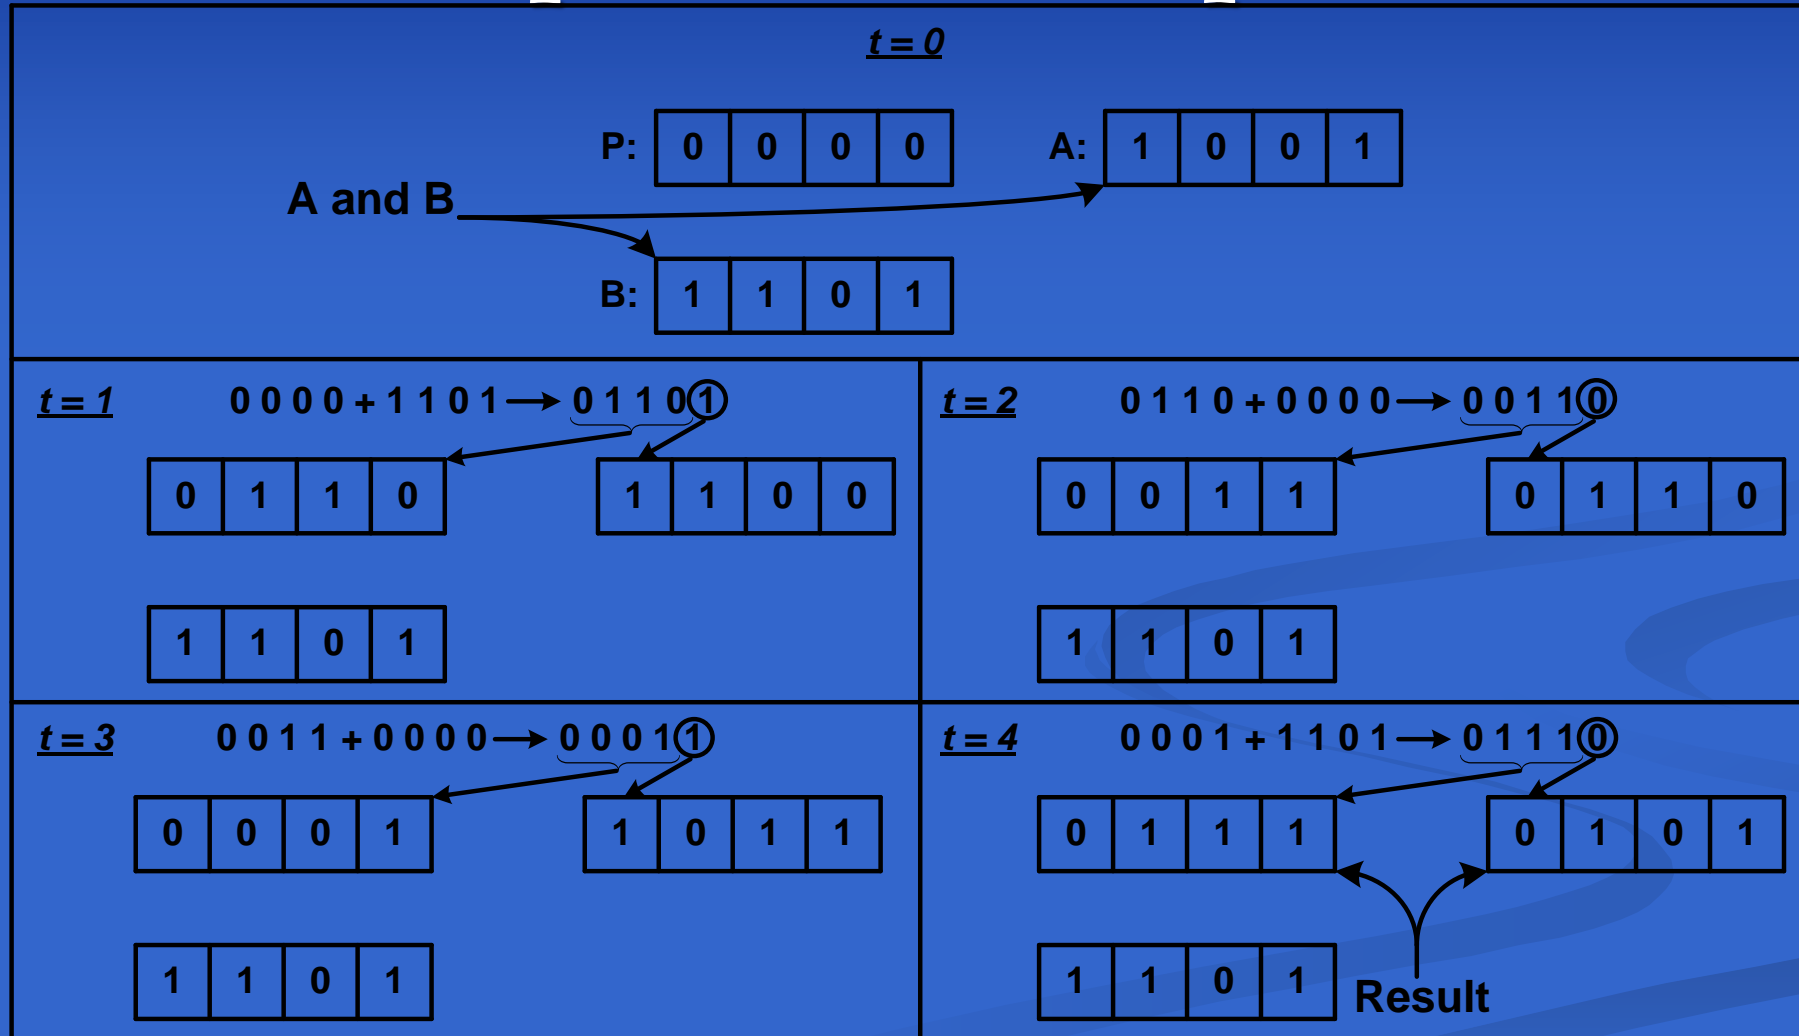 t = 0
P: 0 0 0 0 A: 1 0 0 1
A and B
B: 1 1 0 1
t = 1 0 0 0 0 + 1 1 0 1 → 0 1 1 0 1
0 1 1 0 1 1 0 0
1 1 0 1
t = 2 0 1 1 0 + 0 0 0 0 → 0 0 1 1 0
0 0 1 1 0 1 1 0
1 1 0 1
t = 3 0 0 1 1 + 0 0 0 0 → 0 0 0 1 1
0 0 0 1 1 0 1 1
1 1 0 1
t = 4 0 0 0 1 + 1 1 0 1 → 0 1 1 1 0
0 1 1 1 0 1 0 1
1 1 0 1
Result